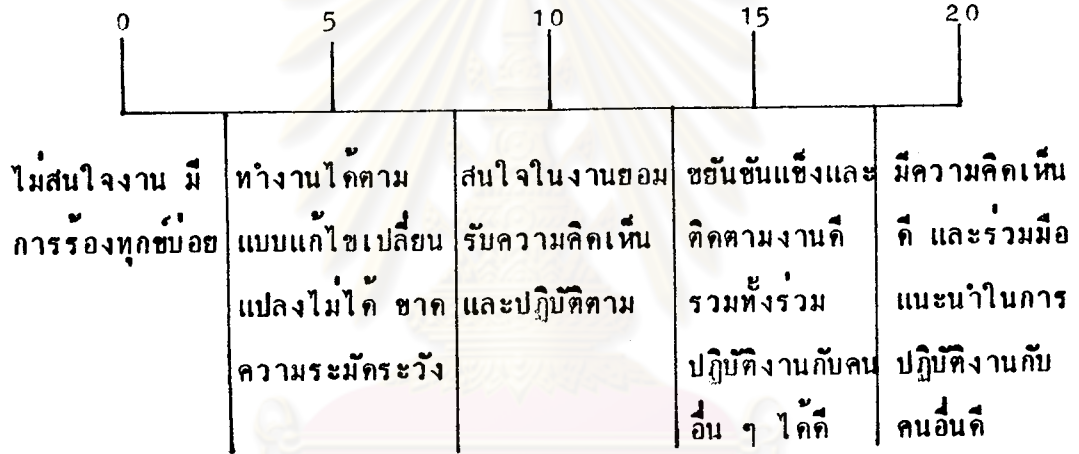 0 5 10 15 20
ไม่สนใจงาน มี
การร้องทุกข์บ่อย
ทำงานได้ตาม
แบบแก้ไขเปลี่ยน
แปลงไม่ได้ ขาด
ความระมัดระวัง
สนใจในงานยอม
รับความคิดเห็น
และปฏิบัติตาม
ขยันขันแข็งและ
ติดตามงานดี
รวมทั้งร่วม
ปฏิบัติงานกับคน
อื่น ๆ ได้ดี
มีความคิดเห็น
ดี และร่วมมือ
แนะนำในการ
ปฏิบัติงานกับ
คนอื่นดี